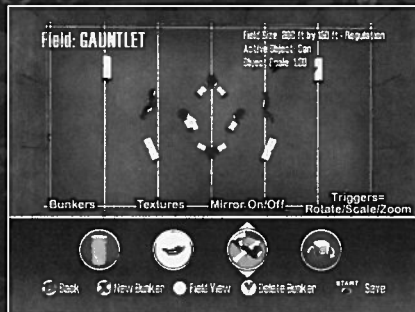 Field: GAUNTLET
Field Size: 200 ft by 150 ft - Regulation
Active Object: Can
Object Scale: 1.00
Bunkers
Textures
Mirror On/Off
Triggers=
Rotate/Scale/Zoom
Back
New Bunker
Field View
Delete Bunker
START
Save